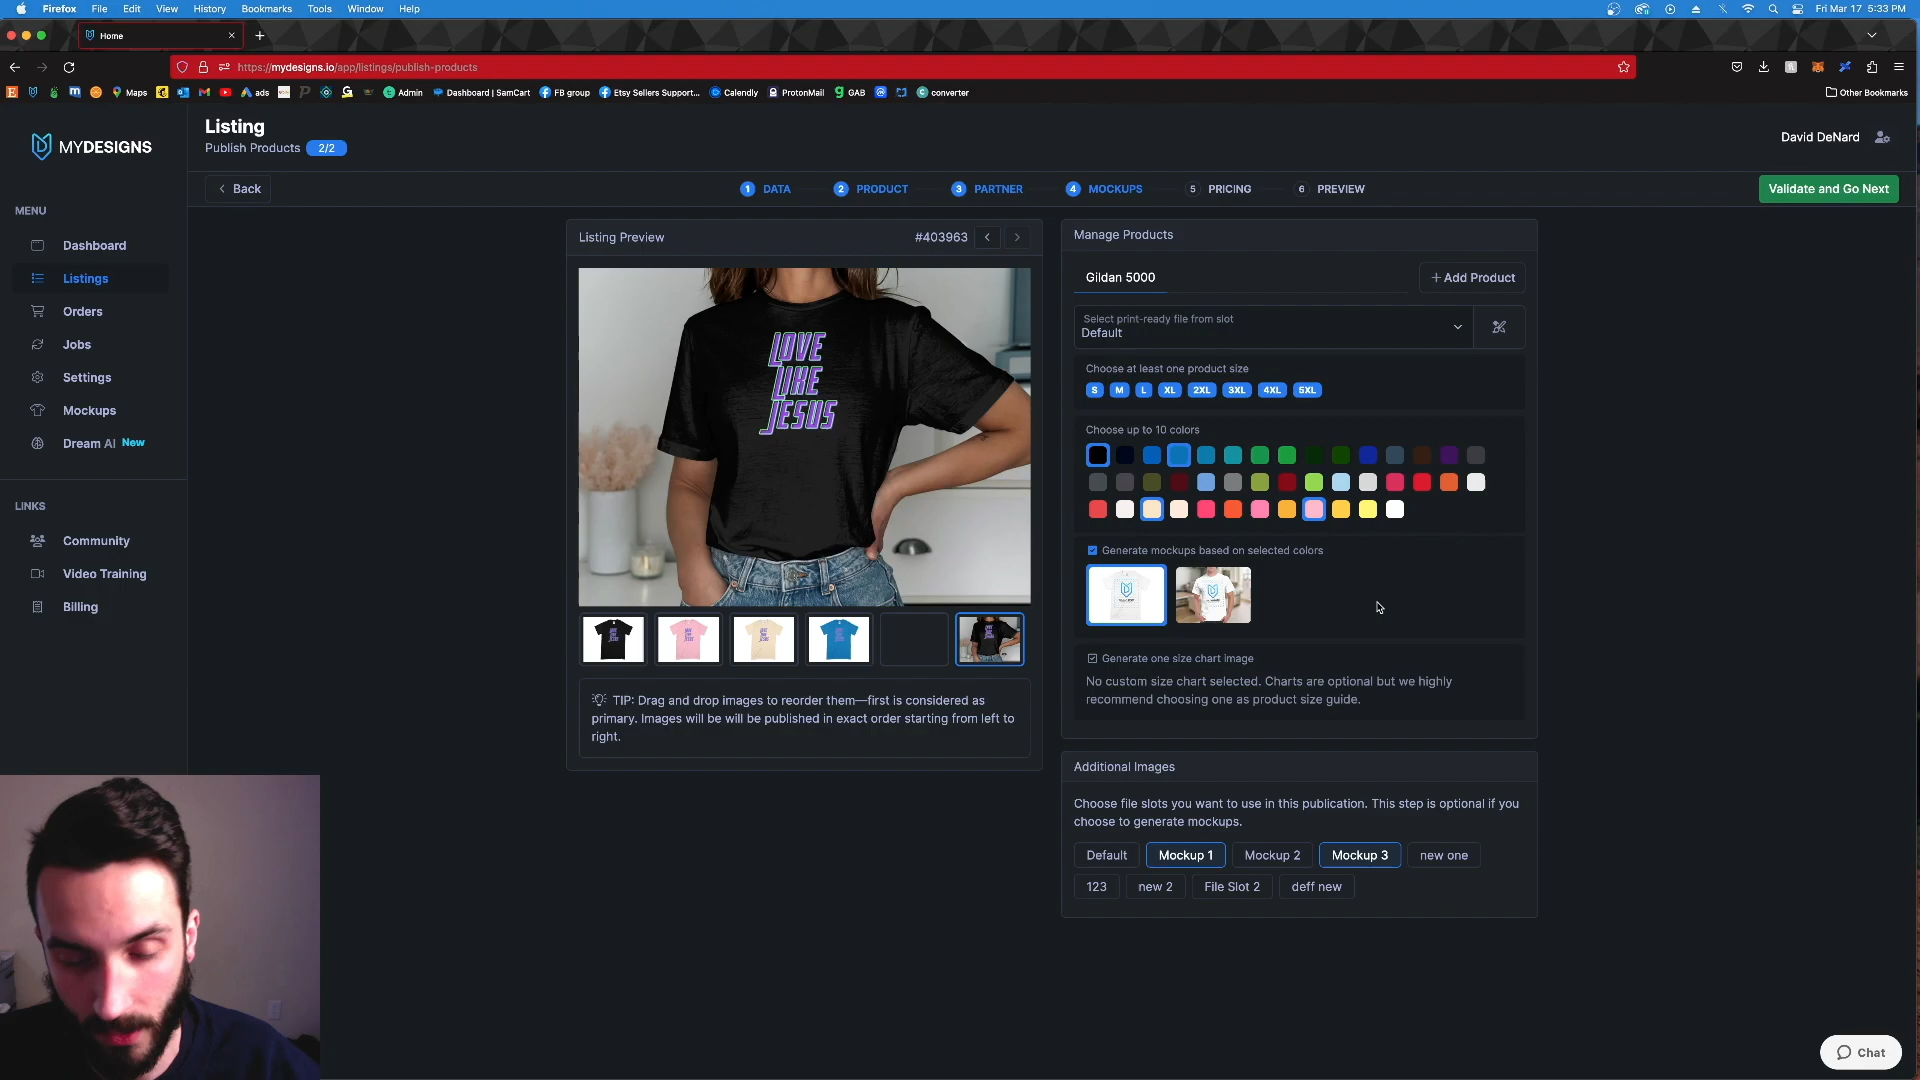 Firefox File Edit View History Bookmarks Tools Window Help Fri Mar 17 5:33 PM
Home
https://mydesigns.io/app/listings/publish-products
Maps ads Admin Dashboard | SamCart FB group Etsy Sellers Support... Calendly ProtonMail GAB converter Other Bookmarks
MYDESIGNS
Listing
Publish Products 2/2
David DeNard
Back
1 DATA 2 PRODUCT 3 PARTNER 4 MOCKUPS 5 PRICING 6 PREVIEW
Validate and Go Next
MENU
Dashboard
Listings
Orders
Jobs
Settings
Mockups
Dream AI New
LINKS
Community
Video Training
Billing
Listing Preview #403963
LOVE
LIKE
JESUS
TIP: Drag and drop images to reorder them—first is considered as
primary. Images will be will be published in exact order starting from left to
right.
Manage Products
Gildan 5000
+ Add Product
Select print-ready file from slot
Default
Choose at least one product size
S M L XL 2XL 3XL 4XL 5XL
Choose up to 10 colors
Generate mockups based on selected colors
Generate one size chart image
No custom size chart selected. Charts are optional but we highly
recommend choosing one as product size guide.
Additional Images
Choose file slots you want to use in this publication. This step is optional if you
choose to generate mockups.
Default Mockup 1 Mockup 2 Mockup 3 new one
123 new 2 File Slot 2 deff new
Chat